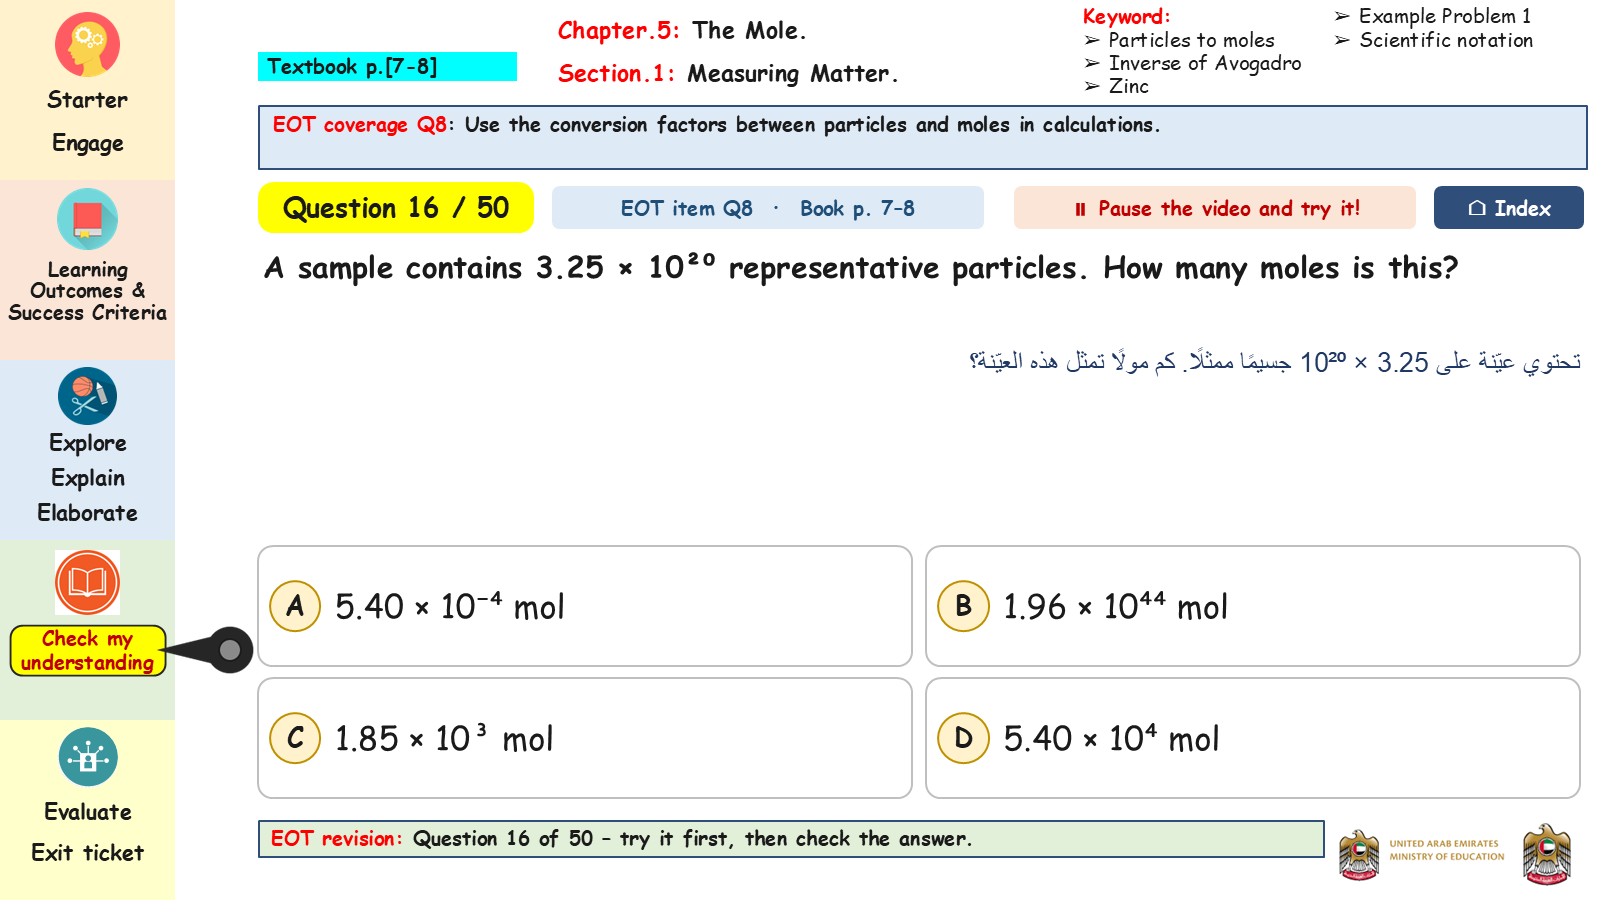 Starter
Engage
Learning
Outcomes &
Success Criteria
Explore
Explain
Elaborate
Check my
understanding
Evaluate
Exit ticket
Textbook p.[7-8]
Chapter.5: The Mole.
Section.1: Measuring Matter.
Keyword:
➢ Particles to moles
➢ Inverse of Avogadro
➢ Zinc
➢ Example Problem 1
➢ Scientific notation
EOT coverage Q8: Use the conversion factors between particles and moles in calculations.
Question 16 / 50
EOT item Q8 · Book p. 7-8
⏸ Pause the video and try it!
⌂ Index
A sample contains 3.25 × 10²⁰ representative particles. How many moles is this?
تحتوي عيّنة على 3.25 × 10²⁰ جسيمًا ممثلًا. كم مولًا تمثل هذه العيّنة؟
A 5.40 × 10⁻⁴ mol
B 1.96 × 10⁴⁴ mol
C 1.85 × 10³ mol
D 5.40 × 10⁴ mol
EOT revision: Question 16 of 50 – try it first, then check the answer.
UNITED ARAB EMIRATES
MINISTRY OF EDUCATION